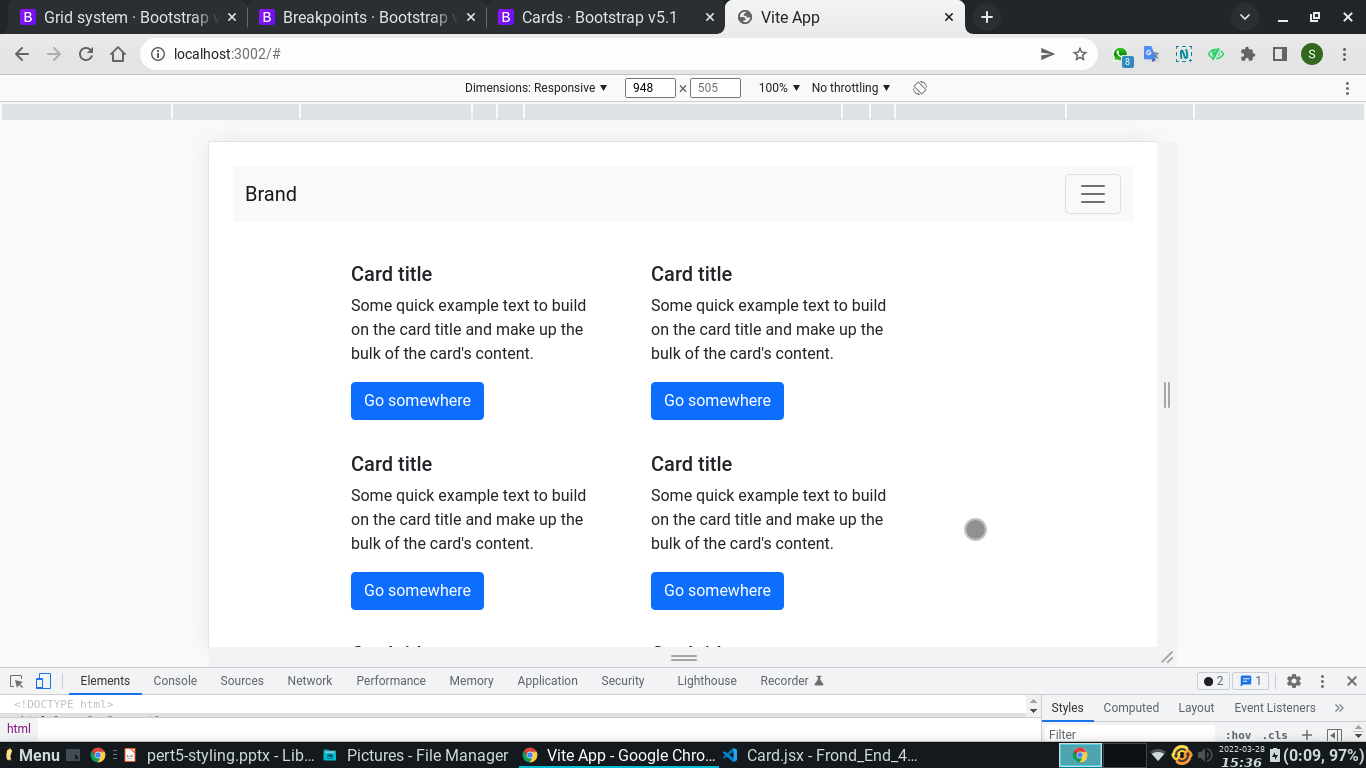 Grid system · Bootstrap v
Breakpoints · Bootstrap v
Cards · Bootstrap v5.1
Vite App
localhost:3002/#
8
S
Dimensions: Responsive
948 × 505
100%
No throttling
Brand
Card title
Some quick example text to build
on the card title and make up the
bulk of the card's content.
Go somewhere
Card title
Some quick example text to build
on the card title and make up the
bulk of the card's content.
Go somewhere
Card title
Some quick example text to build
on the card title and make up the
bulk of the card's content.
Go somewhere
Card title
Some quick example text to build
on the card title and make up the
bulk of the card's content.
Go somewhere
Elements Console Sources Network Performance Memory Application Security Lighthouse Recorder
2
1
<!DOCTYPE html>
html
Styles Computed Layout Event Listeners
Filter
:hov .cls
Menu
pert5-styling.pptx - Lib...
Pictures - File Manager
Vite App - Google Chro...
Card.jsx - Frond_End_4...
2022-03-28
15:36
(0:09, 97%)